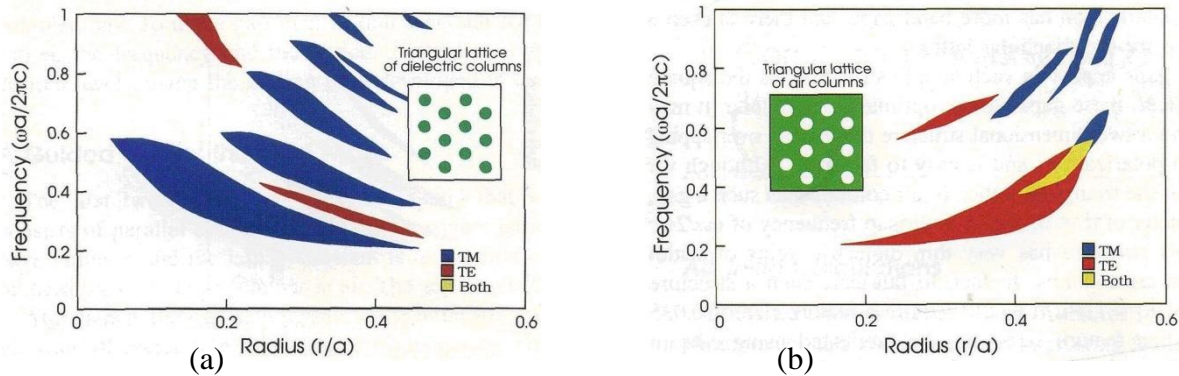 1
0.8
0.6
0.4
0.2
0
Frequency (ωa/2πc)
Triangular lattice
of dielectric columns
TM
TE
Both
0 0.2 0.4 0.6
Radius (r/a)
(a)
1
0.8
0.6
0.4
0.2
0
Frequency (ωa/2πc)
Triangular lattice
of air columns
TM
TE
Both
0 0.2 0.4 0.6
Radius (r/a)
(b)